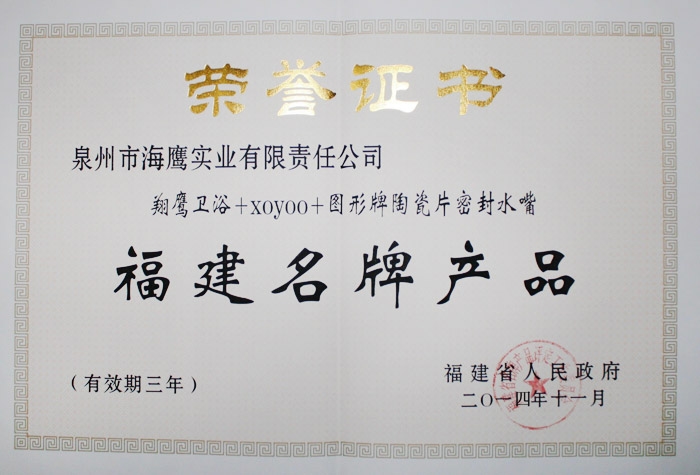 荣誉证书
泉州市海鹰实业有限责任公司
翔鹰卫浴+xoyoo+图形牌陶瓷片密封水嘴
福建名牌产品
(有效期三年)
福建省人民政府
二〇一四年十一月